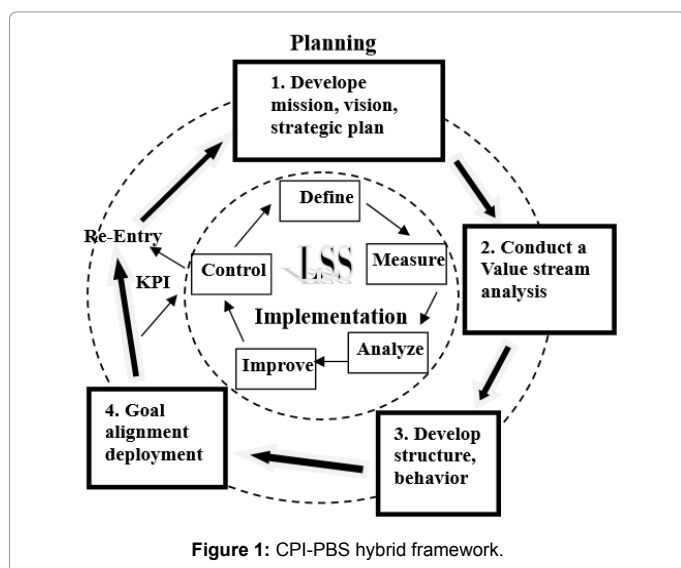 Planning
1. Develope
mission, vision,
strategic plan
Define
Re-Entry
Control
LSS
Measure
2. Conduct a
Value stream
analysis
KPI
Implementation
Improve
Analyze
4. Goal
alignment
deployment
3. Develop
structure,
behavior
Figure 1: CPI-PBS hybrid framework.